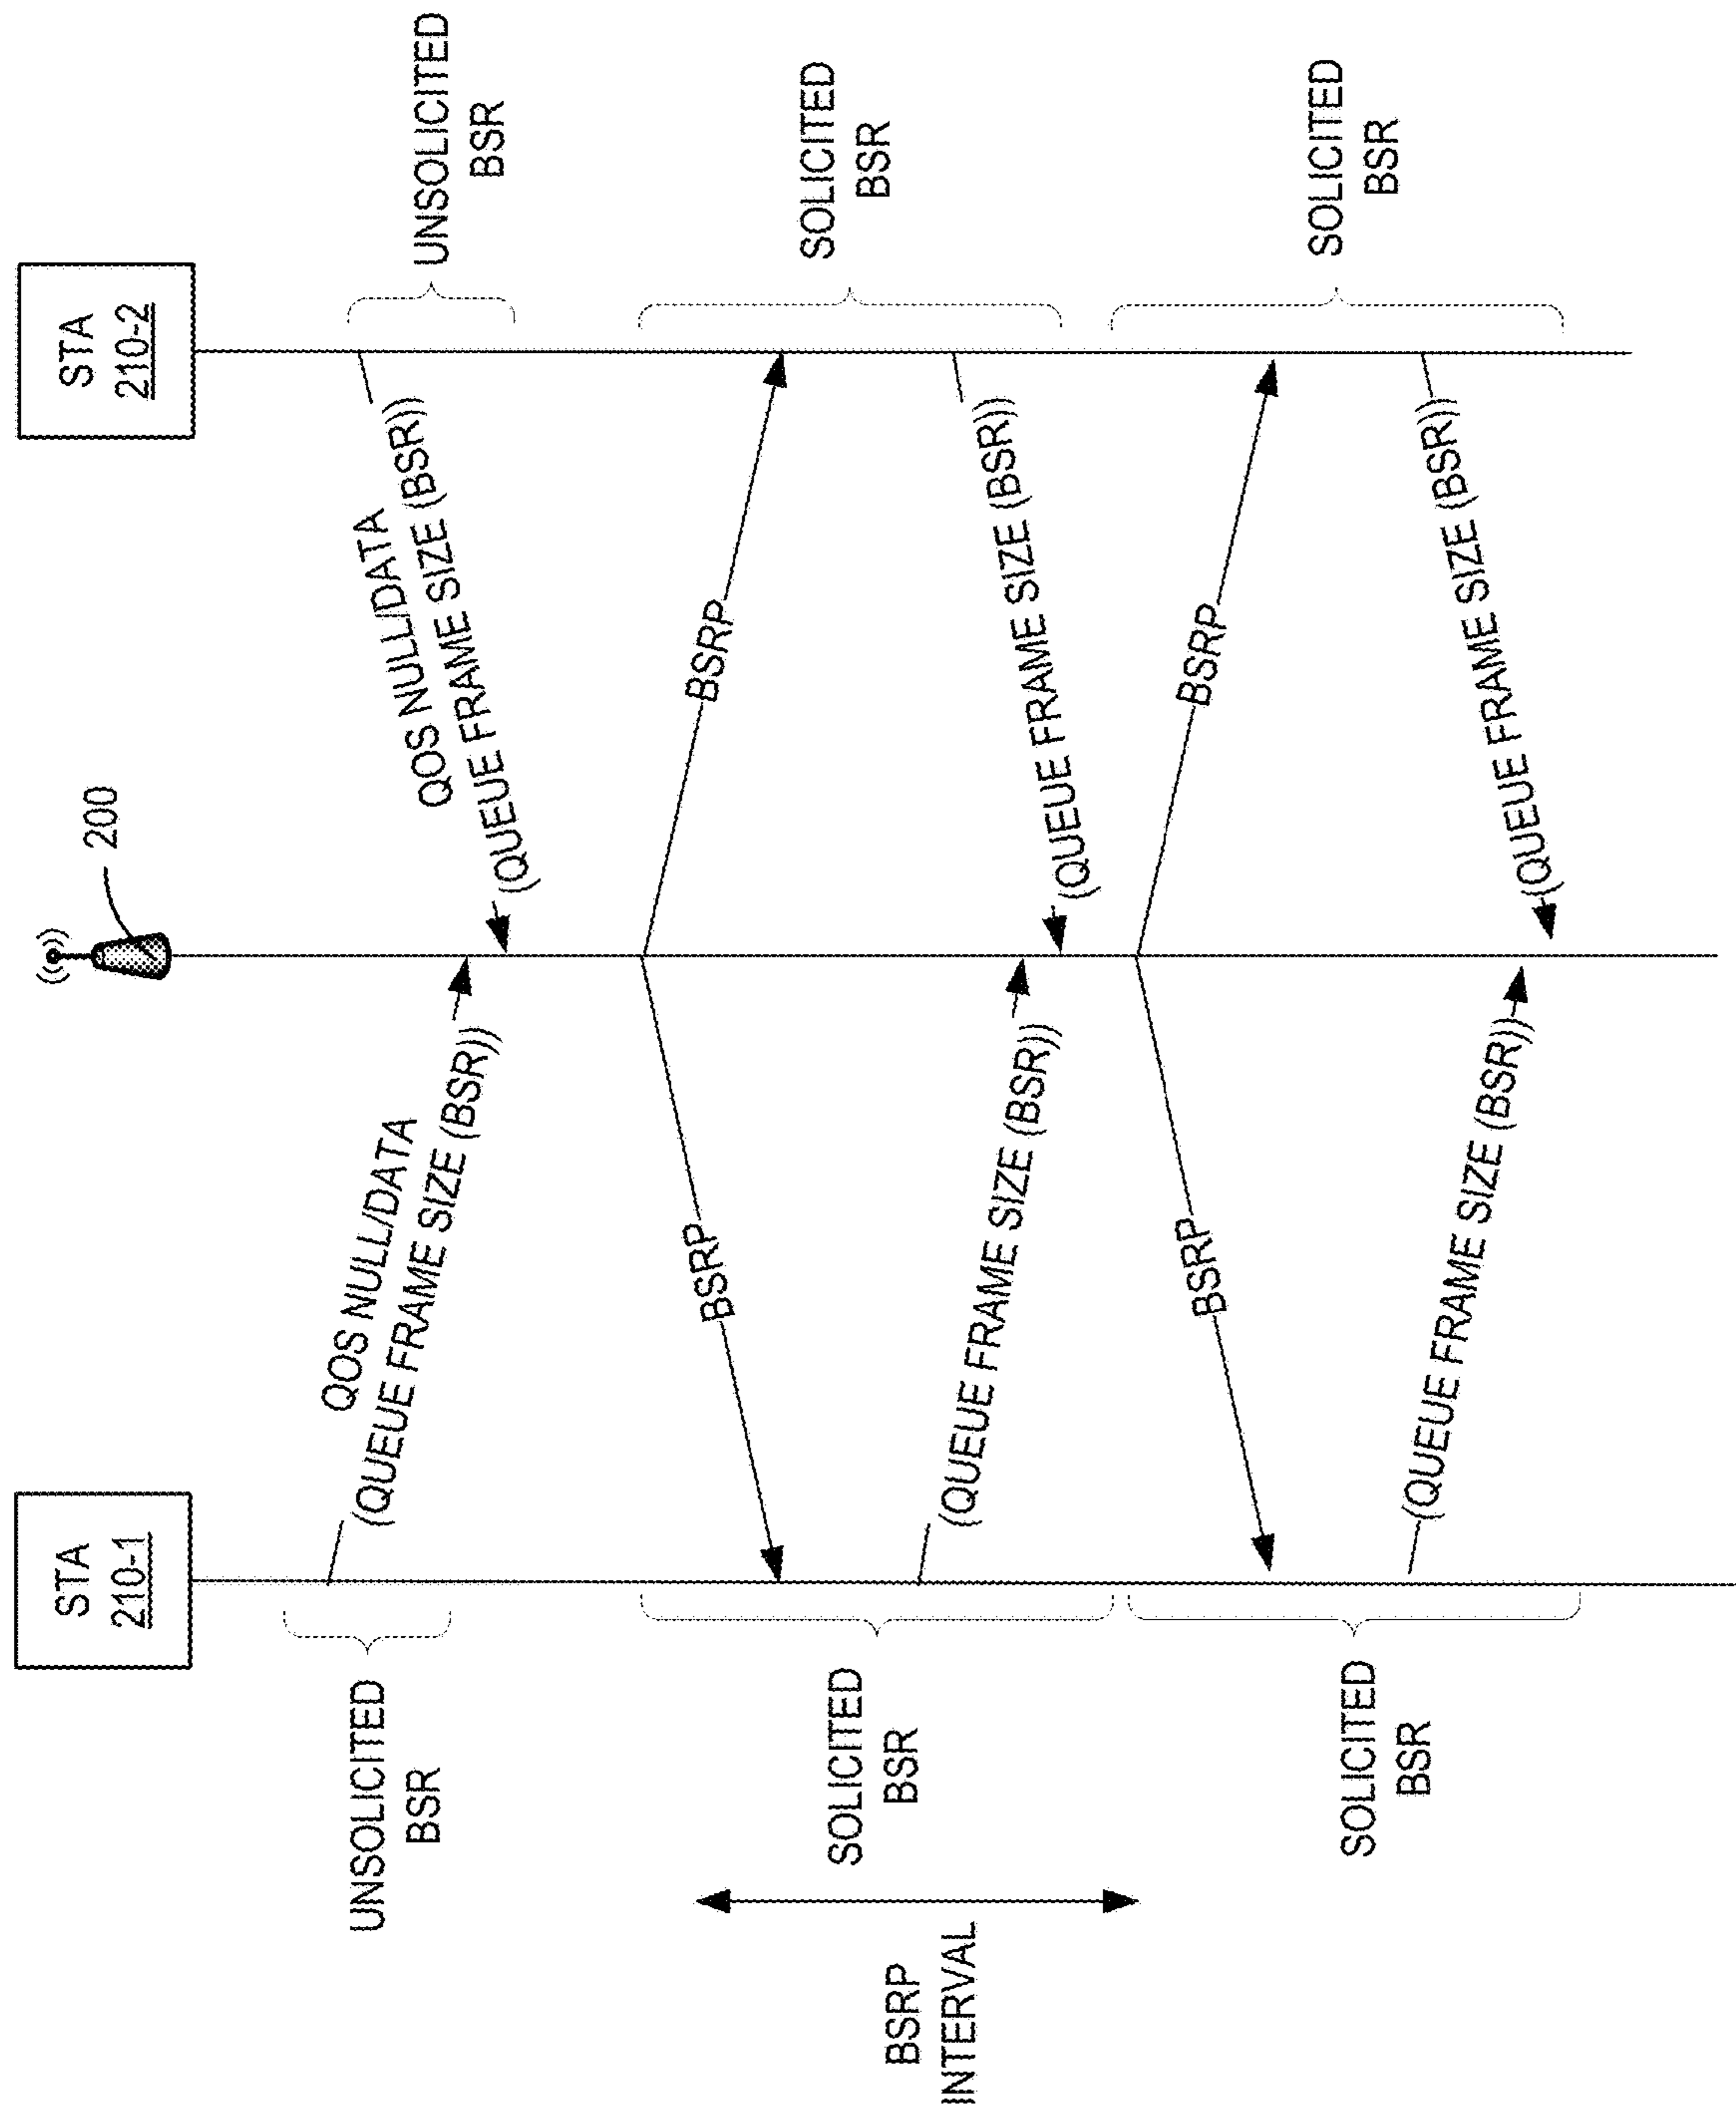 STA
210-1
200
STA
210-2
UNSOLICITED
BSR
QOS NULL/DATA
(QUEUE FRAME SIZE (BSR))
QOS NULL/DATA
(QUEUE FRAME SIZE (BSR))
UNSOLICITED
BSR
BSRP
INTERVAL
SOLICITED
BSR
BSRP
BSRP
(QUEUE FRAME SIZE (BSR))
(QUEUE FRAME SIZE (BSR))
SOLICITED
BSR
SOLICITED
BSR
BSRP
BSRP
(QUEUE FRAME SIZE (BSR))
(QUEUE FRAME SIZE (BSR))
SOLICITED
BSR